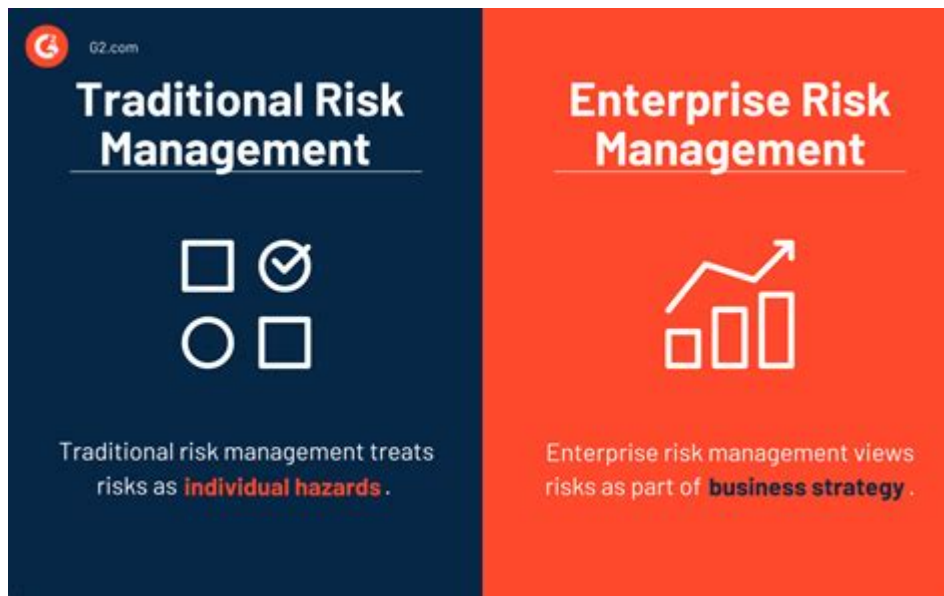 G2.com
Traditional Risk
Management
Traditional risk management treats
risks as individual hazards.
Enterprise Risk
Management
Enterprise risk management views
risks as part of business strategy.